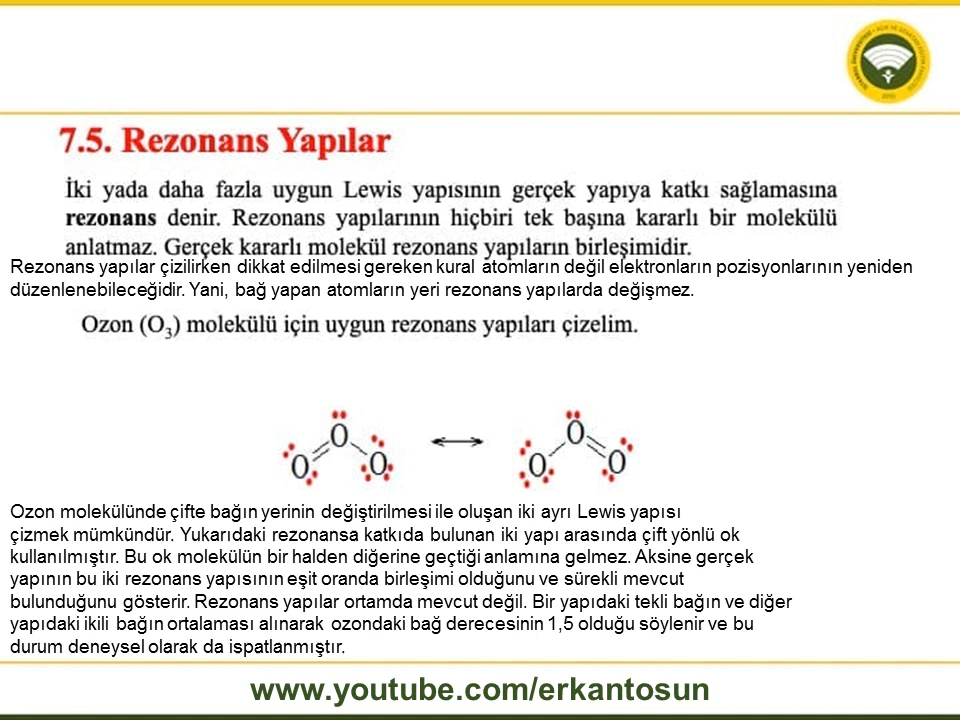 7.5. Rezonans Yapılar
İki yada daha fazla uygun Lewis yapısının gerçek yapıya katkı sağlamasına
rezonans denir. Rezonans yapılarının hiçbiri tek başına kararlı bir molekülü
anlatmaz. Gerçek kararlı molekül rezonans yapıların birleşimidir.
Rezonans yapılar çizilirken dikkat edilmesi gereken kural atomların değil elektronların pozisyonlarının yeniden
düzenlenebileceğidir. Yani, bağ yapan atomların yeri rezonans yapılarda değişmez.
Ozon (O₃) molekülü için uygun rezonans yapıları çizelim.
O O O O O O
Ozon molekülünde çifte bağın yerinin değiştirilmesi ile oluşan iki ayrı Lewis yapısı
çizmek mümkündür. Yukarıdaki rezonansa katkıda bulunan iki yapı arasında çift yönlü ok
kullanılmıştır. Bu ok molekülün bir halden diğerine geçtiği anlamına gelmez. Aksine gerçek
yapının bu iki rezonans yapısının eşit oranda birleşimi olduğunu ve sürekli mevcut
bulunduğunu gösterir. Rezonans yapılar ortamda mevcut değil. Bir yapıdaki tekli bağın ve diğer
yapıdaki ikili bağın ortalaması alınarak ozondaki bağ derecesinin 1,5 olduğu söylenir ve bu
durum deneysel olarak da ispatlanmıştır.
www.youtube.com/erkantosun